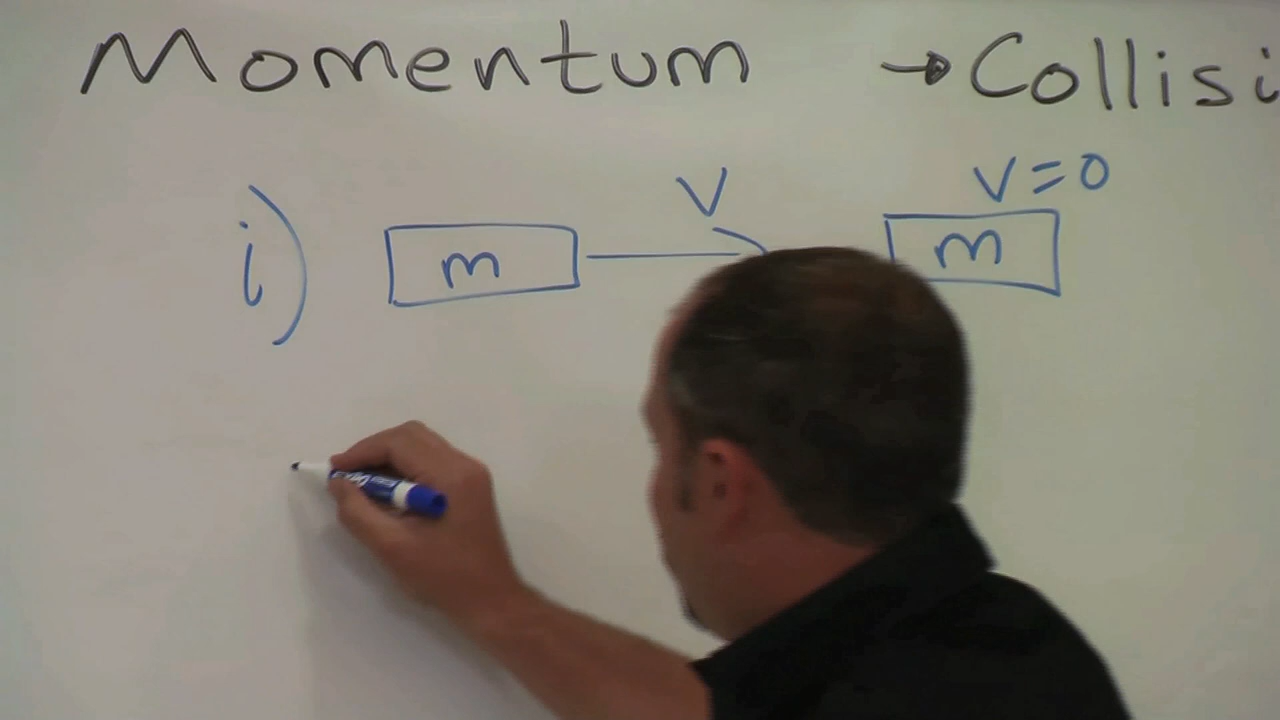 Momentum → Collisi
V V=0
i) m m